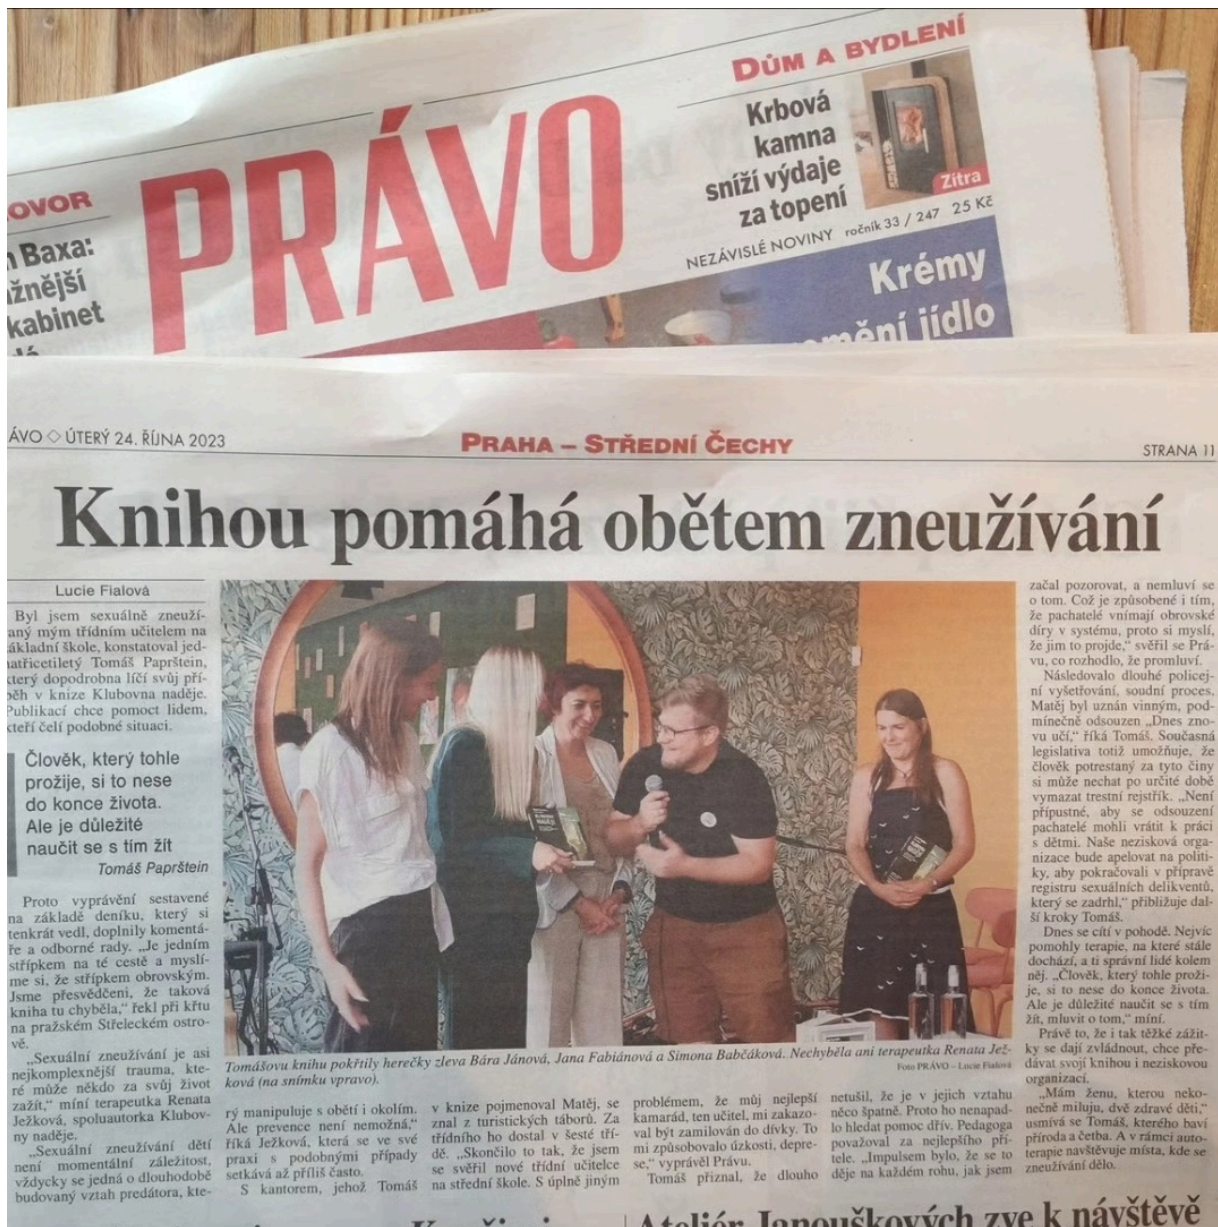 DŮM A BYDLENÍ
Krbová
kamna
sníží výdaje
za topení
Zítra
OVOR
Baxa:
kabinet
PRÁVO
NEZÁVISLÉ NOVINY ročník 33 / 247 25 Kč
Krémy
jídlo
ÁVO ◇ ÚTERÝ 24. ŘÍJNA 2023
PRAHA – STŘEDNÍ ČECHY
STRANA 11
Knihou pomáhá obětem zneužívání
Lucie Fialová
Byl jsem sexuálně zneuží-
aný mým třídním učitelem na
ákladní škole, konstatoval jed-
atřicetiletý Tomáš Paprštein,
který dopodrobna líčí svůj pří-
běh v knize Klubovna naděje.
Publikací chce pomoct lidem,
kteří čelí podobné situaci.
Člověk, který tohle
prožije, si to nese
do konce života.
Ale je důležité
naučit se s tím žít
Tomáš Paprštein
Proto vyprávění sestavené
na základě deníku, který si
tenkrát vedl, doplnily komentá-
ře a odborné rady. „Je jedním
střípkem na té cestě a myslí-
me si, že střípkem obrovským.
Jsme přesvědčeni, že taková
kniha tu chyběla,“ řekl při křtu
na pražském Střeleckém ostro-
vě.
„Sexuální zneužívání je asi
nejkomplexnější trauma, kte-
ré může někdo za svůj život
zažít,“ míní terapeutka Renata
Ježková, spoluautorka Klubov-
ny naděje.
„Sexuální zneužívání dětí
není momentální záležitost,
vždycky se jedná o dlouhodobě
budovaný vztah predátora, kte-
Tomášovu knihu pokřtily herečky zleva Bára Jánová, Jana Fabiánová a Simona Babčáková. Nechyběla ani terapeutka Renata Jež-
ková (na snímku vpravo).
Foto PRÁVO – Lucie Fialová
rý manipuluje s obětí i okolím.
Ale prevence není nemožná,“
říká Ježková, která se ve své
praxi s podobnými případy
setkává až příliš často.
S kantorem, jehož Tomáš
v knize pojmenoval Matěj, se
znal z turistických táborů. Za
třídního ho dostal v šesté tří-
dě. „Skončilo to tak, že jsem
se svěřil nové třídní učitelce
na střední škole. S úplně jiným
problémem, že můj nejlepší
kamarád, ten učitel, mi zakazo-
val být zamilován do dívky. To
mi způsobovalo úzkosti, depre-
se,“ vyprávěl Právu.
Tomáš přiznal, že dlouho
netušil, že je v jejich vztahu
něco špatně. Proto ho nenapad-
lo hledat pomoc dřív. Pedagoga
považoval za nejlepšího pří-
tele. „Impulsem bylo, že se to
děje na každém rohu, jak jsem
začal pozorovat, a nemluví se
o tom. Což je způsobené i tím,
že pachatelé vnímají obrovské
díry v systému, proto si myslí,
že jim to projde,“ svěřil se Prá-
vu, co rozhodlo, že promluví.
Následovalo dlouhé policej-
ní vyšetřování, soudní proces.
Matěj byl uznán vinným, pod-
mínečně odsouzen „Dnes zno-
vu učí,“ říká Tomáš. Současná
legislativa totiž umožňuje, že
člověk potrestaný za tyto činy
si může nechat po určité době
vymazat trestní rejstřík. „Není
přípustné, aby se odsouzení
pachatelé mohli vrátit k práci
s dětmi. Naše nezisková orga-
nizace bude apelovat na politi-
ky, aby pokračovali v přípravě
registru sexuálních delikventů,
který se zadrhl,“ přibližuje dal-
ší kroky Tomáš.
Dnes se cítí v pohodě. Nejvíc
pomohly terapie, na které stále
dochází, a ti správní lidé kolem
něj. „Člověk, který tohle proži-
je, si to nese do konce života.
Ale je důležité naučit se s tím
žít, mluvit o tom,“ míní.
Právě to, že i tak těžké zážit-
ky se dají zvládnout, chce pře-
dávat svojí knihou i neziskovou
organizací.
„Mám ženu, kterou neko-
nečně miluju, dvě zdravé děti,“
usmívá se Tomáš, kterého baví
příroda a četba. A v rámci auto-
terapie navštěvuje místa, kde se
zneužívání dělo.
Ateliér Janouškových zve k návštěvě